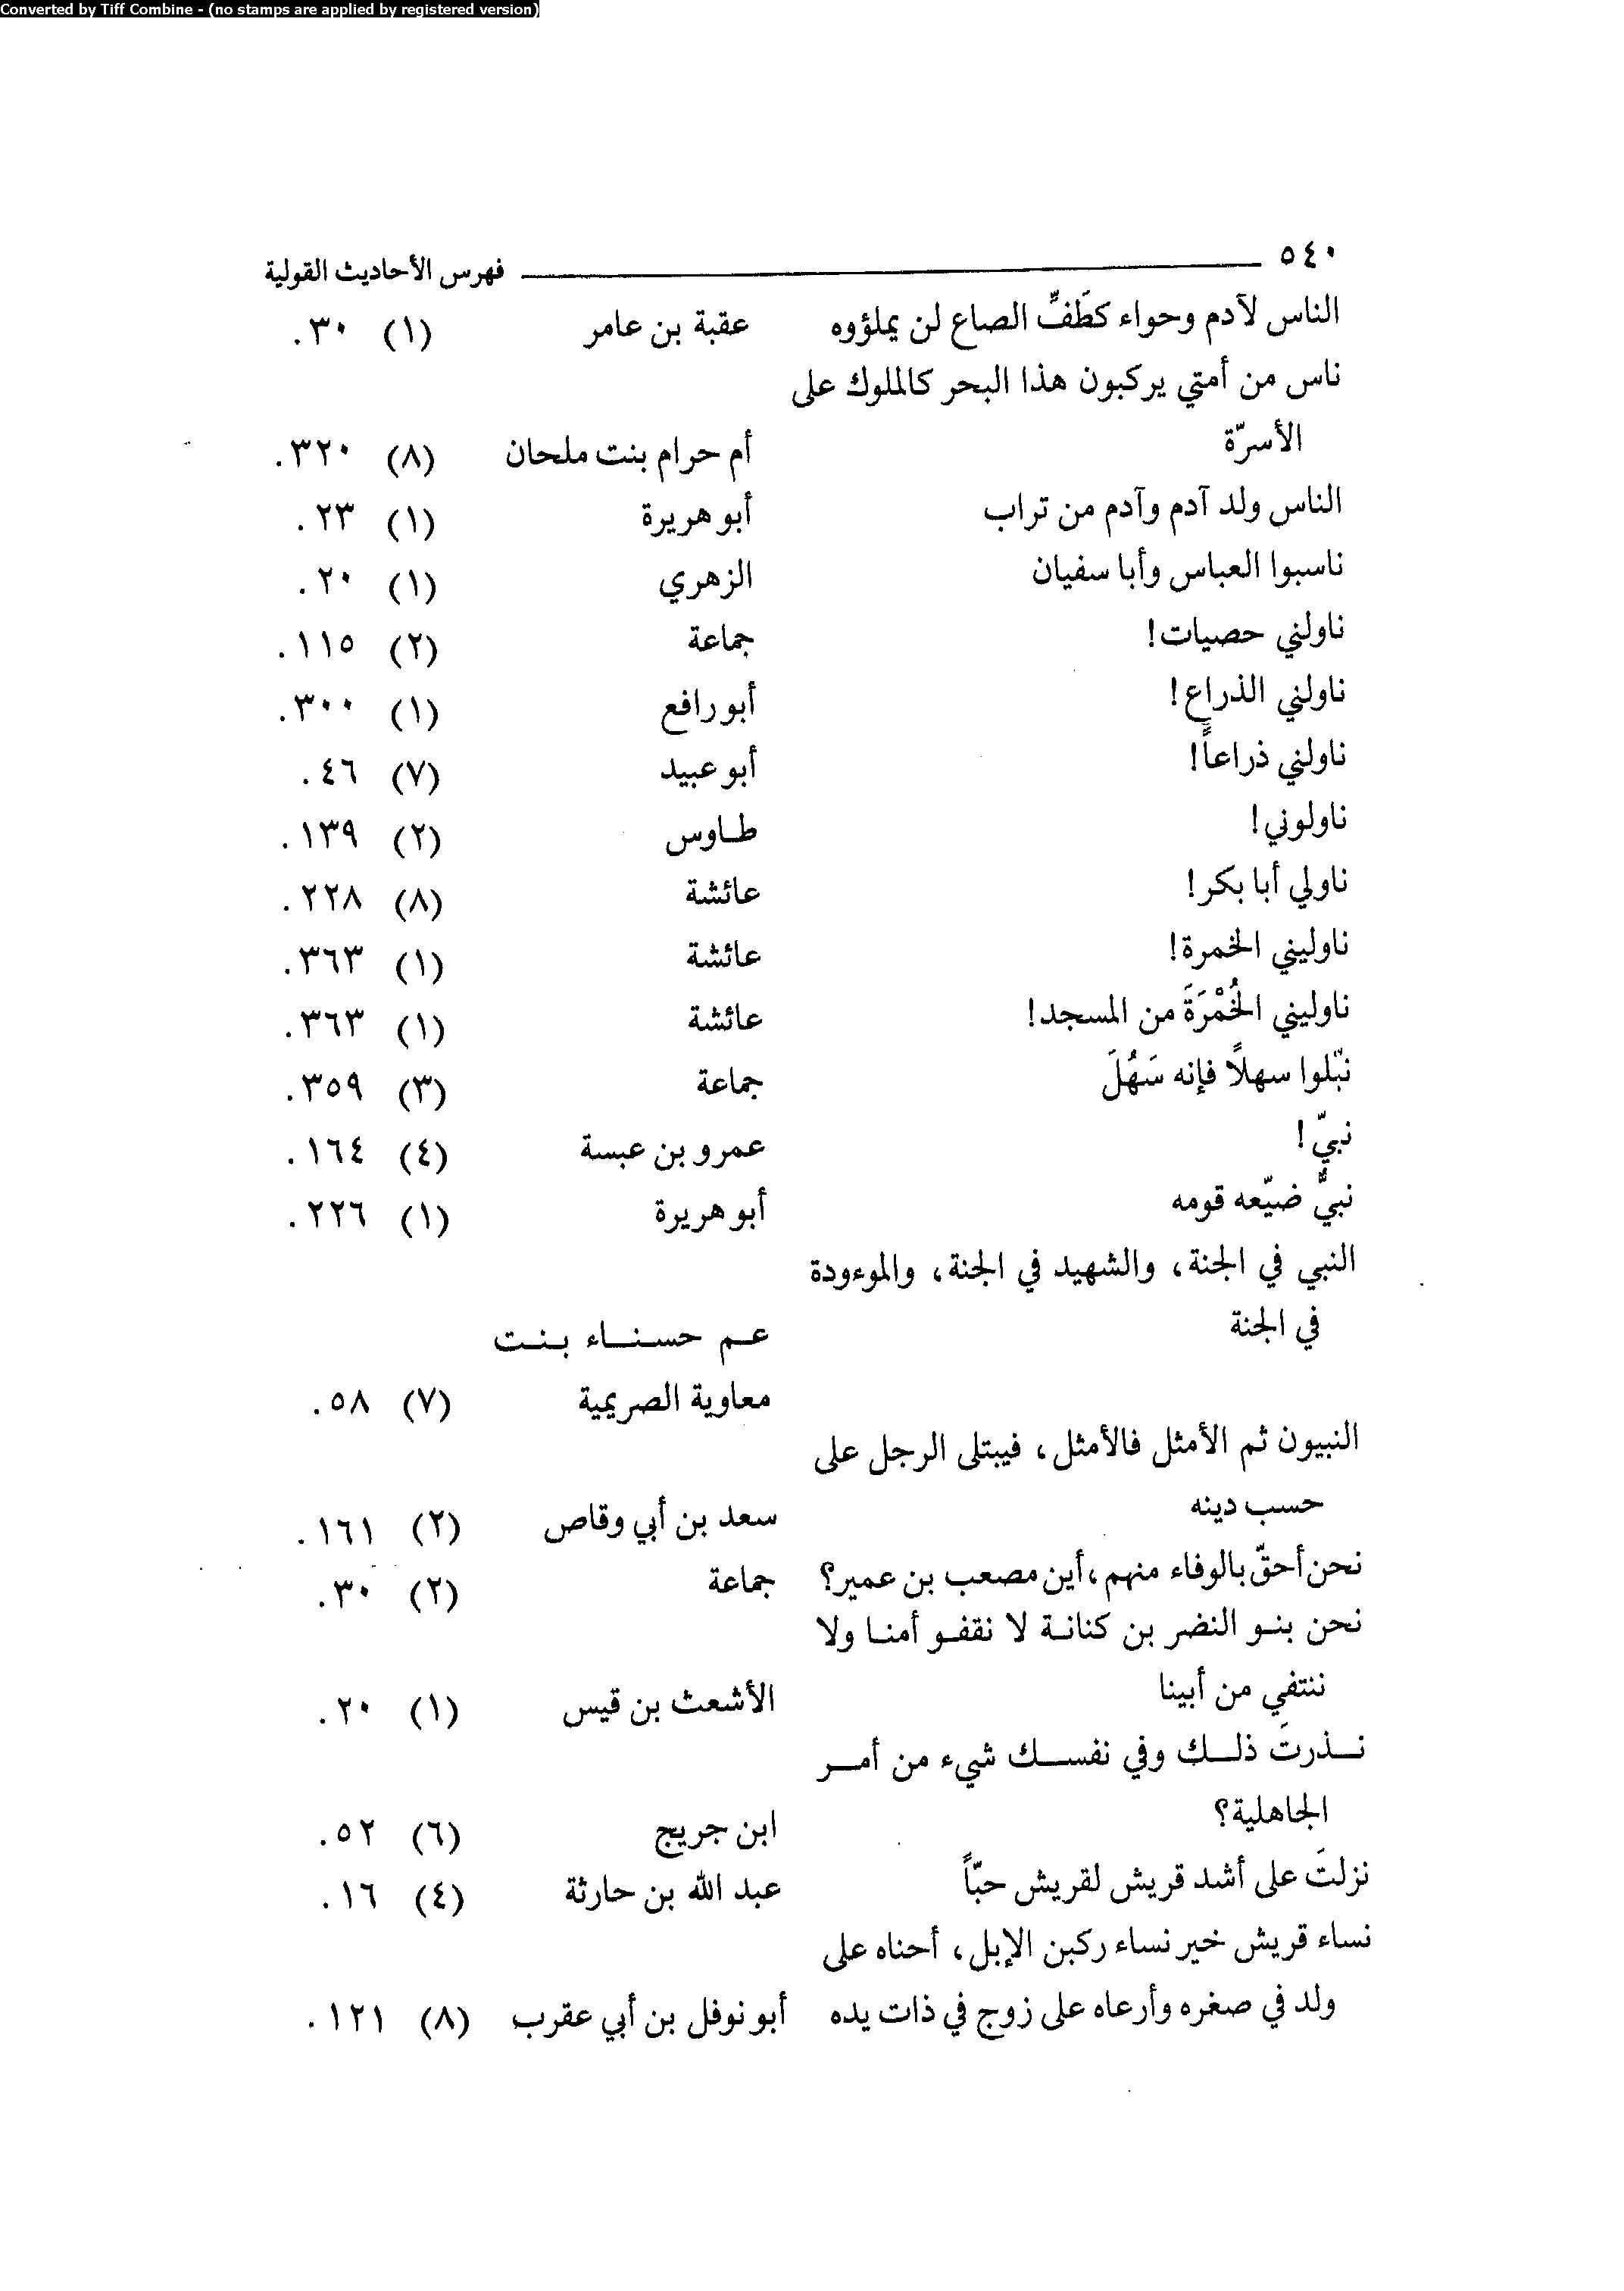 Converted by Tiff Combine - (no stamps are applied by registered version)
٥٤٠ فهرس الأحاديث القولية
الناس لآدم وحواء كطَفِّ الصاع لن يملؤوه عقبة بن عامر (١) ٣٠.
ناس من أمتي يركبون هذا البحر كالملوك على
الأسرّة أم حرام بنت ملحان (٨) ٣٢٠.
الناس ولد آدم وآدم من تراب أبو هريرة (١) ٢٣.
ناسبوا العباس وأبا سفيان الزهري (١) ٢٠.
ناولني حصيات! جماعة (٢) ١١٥.
ناولني الذراع! أبو رافع (١) ٣٠٠.
ناولني ذراعاً! أبو عبيد (٧) ٤٦.
ناولوني! طاوس (٢) ١٣٩.
ناولي أبا بكر! عائشة (٨) ٢٢٨.
ناوليني الخمرة! عائشة (١) ٣٦٣.
ناوليني الخُمْرَةَ من المسجد! عائشة (١) ٣٦٣.
نبّلوا سهلاً فإنه سَهُلَ جماعة (٣) ٣٥٩.
نبيّ! عمرو بن عبسة (٤) ١٦٤.
نبيٌّ ضيّعه قومه أبو هريرة (١) ٢٢٦.
النبي في الجنة، والشهيد في الجنة، والموءودة
في الجنة عم حسناء بنت
معاوية الصريمية (٧) ٥٨.
النبيون ثم الأمثل فالأمثل، فيبتلى الرجل على
حسب دينه سعد بن أبي وقاص (٢) ١٦١.
نحن أحقّ بالوفاء منهم، أين مصعب بن عمير؟ جماعة (٢) ٣٠.
نحن بنو النضر بن كنانة لا نقفو أمنا ولا
ننتفي من أبينا الأشعث بن قيس (١) ٢٠.
نذرتَ ذلك وفي نفسك شيء من أمر
الجاهلية؟ ابن جريج (٦) ٥٢.
نزلتَ على أشد قريش لقريش حبّاً عبد الله بن حارثة (٤) ١٦.
نساء قريش خير نساء ركبن الإبل، أحناه على
ولد في صغره وأرعاه على زوج في ذات يده أبو نوفل بن أبي عقرب (٨) ١٢١.